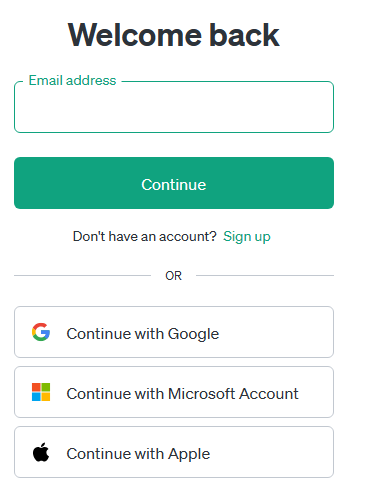 Welcome back
Email address
Continue
Don't have an account? Sign up
OR
Continue with Google
Continue with Microsoft Account
Continue with Apple